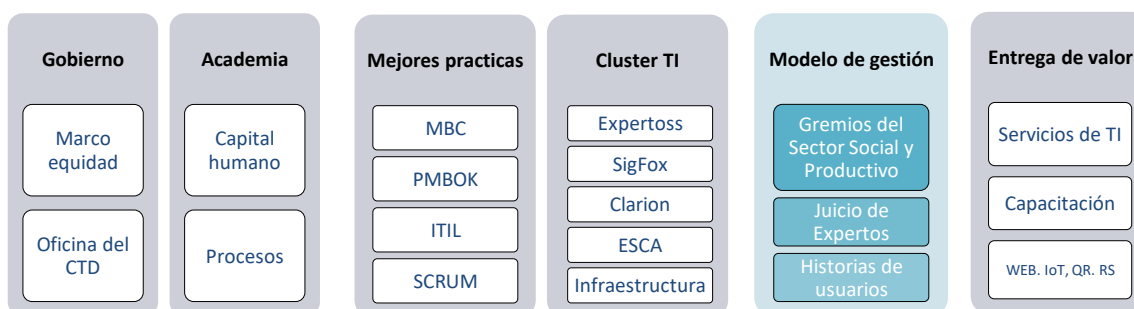 Gobierno
Marco
equidad
Oficina del
CTD
Academia
Capital
humano
Procesos
Mejores practicas
MBC
PMBOK
ITIL
SCRUM
Cluster TI
Expertoss
SigFox
Clarion
ESCA
Infraestructura
Modelo de gestión
Gremios del
Sector Social y
Productivo
Juicio de
Expertos
Historias de
usuarios
Entrega de valor
Servicios de TI
Capacitación
WEB. IoT, QR. RS